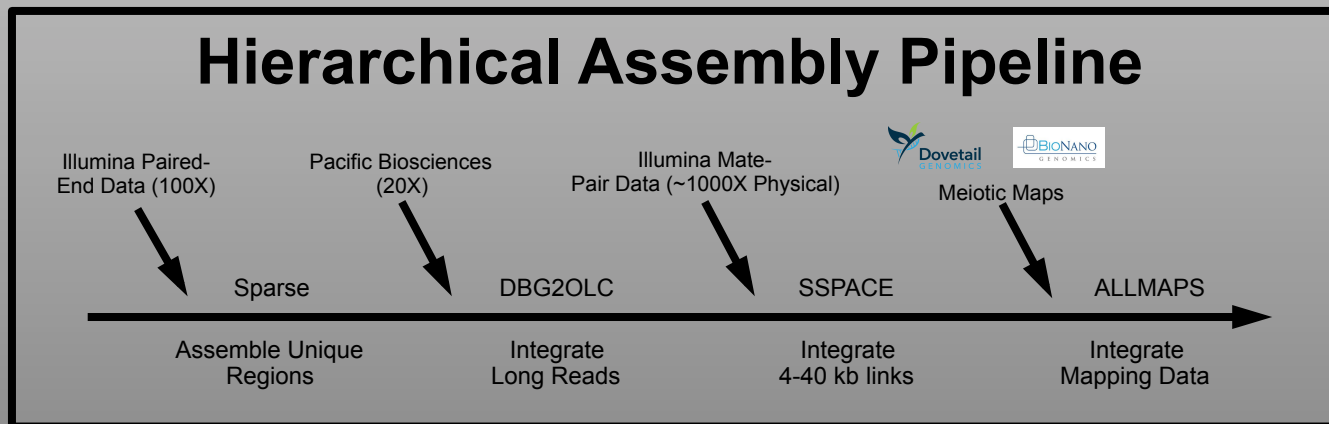 Hierarchical Assembly Pipeline
Illumina Paired-
End Data (100X)
Pacific Biosciences
(20X)
Illumina Mate-
Pair Data (~1000X Physical)
Dovetail
GENOMICS
BIONANO
GENOMICS
Meiotic Maps
Sparse
DBG2OLC
SSPACE
ALLMAPS
Assemble Unique
Regions
Integrate
Long Reads
Integrate
4-40 kb links
Integrate
Mapping Data